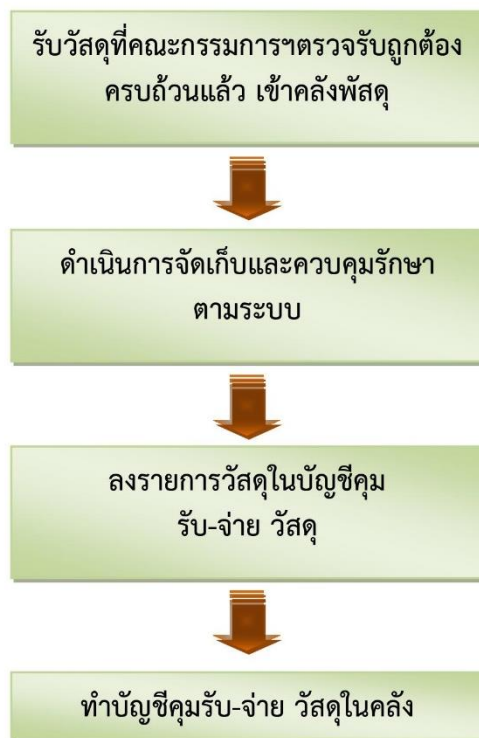 รับวัสดุที่คณะกรรมการฯตรวจรับถูกต้อง
ครบถ้วนแล้ว เข้าคลังพัสดุ
ดำเนินการจัดเก็บและควบคุมรักษา
ตามระบบ
ลงรายการวัสดุในบัญชีคุม
รับ-จ่าย วัสดุ
ทำบัญชีคุมรับ-จ่าย วัสดุในคลัง